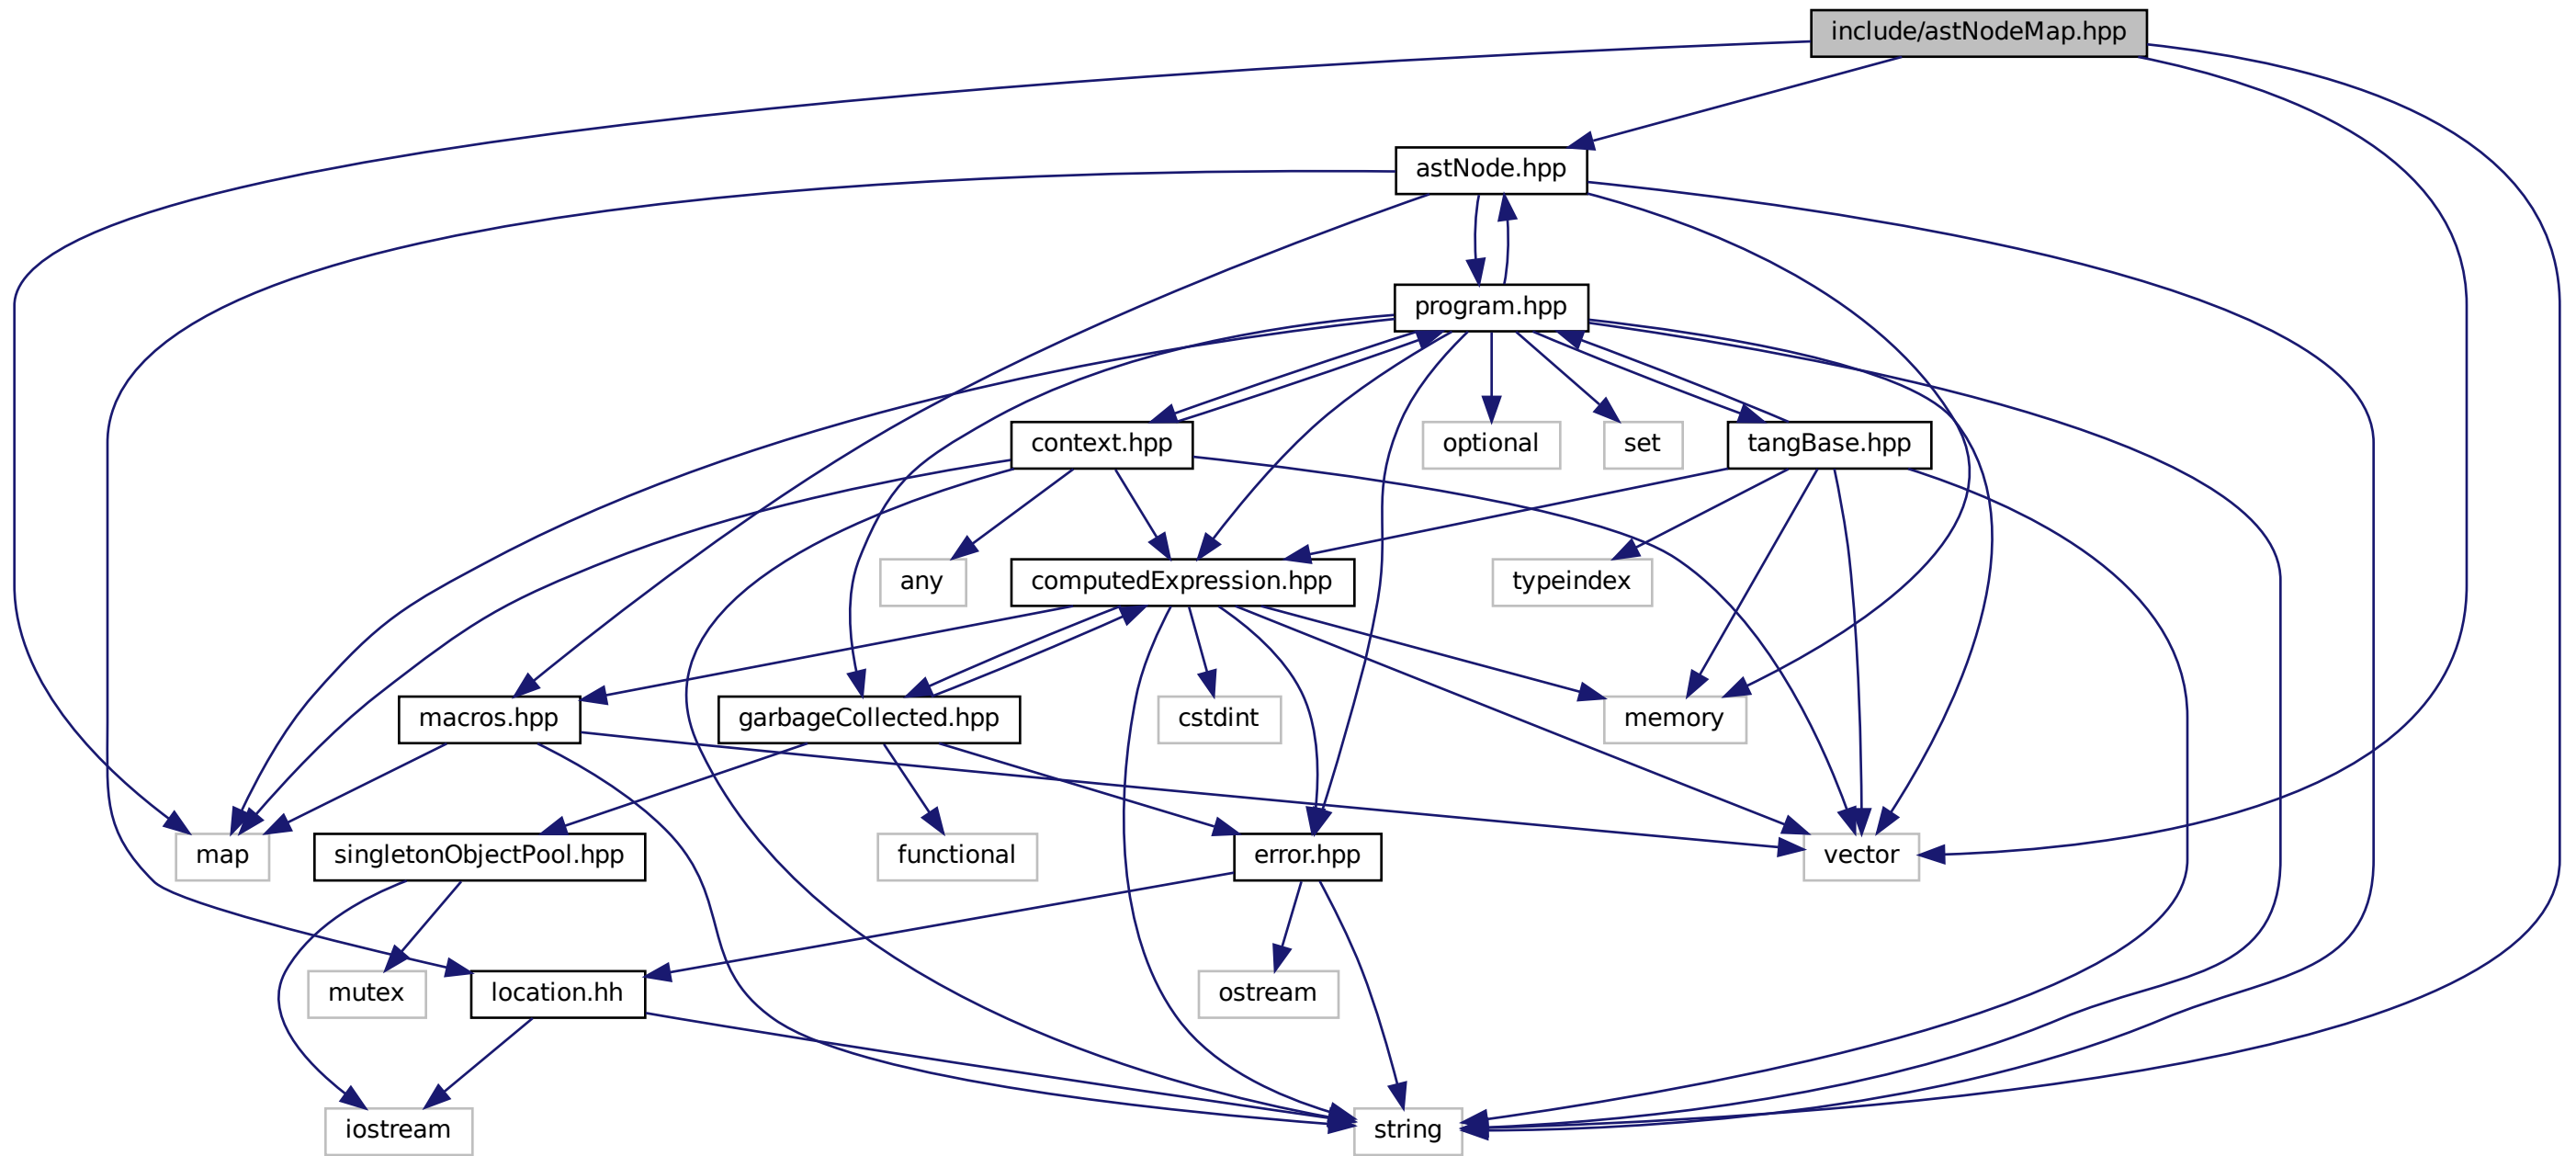 include/astNodeMap.hpp
astNode.hpp
program.hpp
context.hpp
optional
set
tangBase.hpp
any
computedExpression.hpp
typeindex
macros.hpp
garbageCollected.hpp
cstdint
memory
map
singletonObjectPool.hpp
functional
error.hpp
vector
mutex
location.hh
ostream
iostream
string